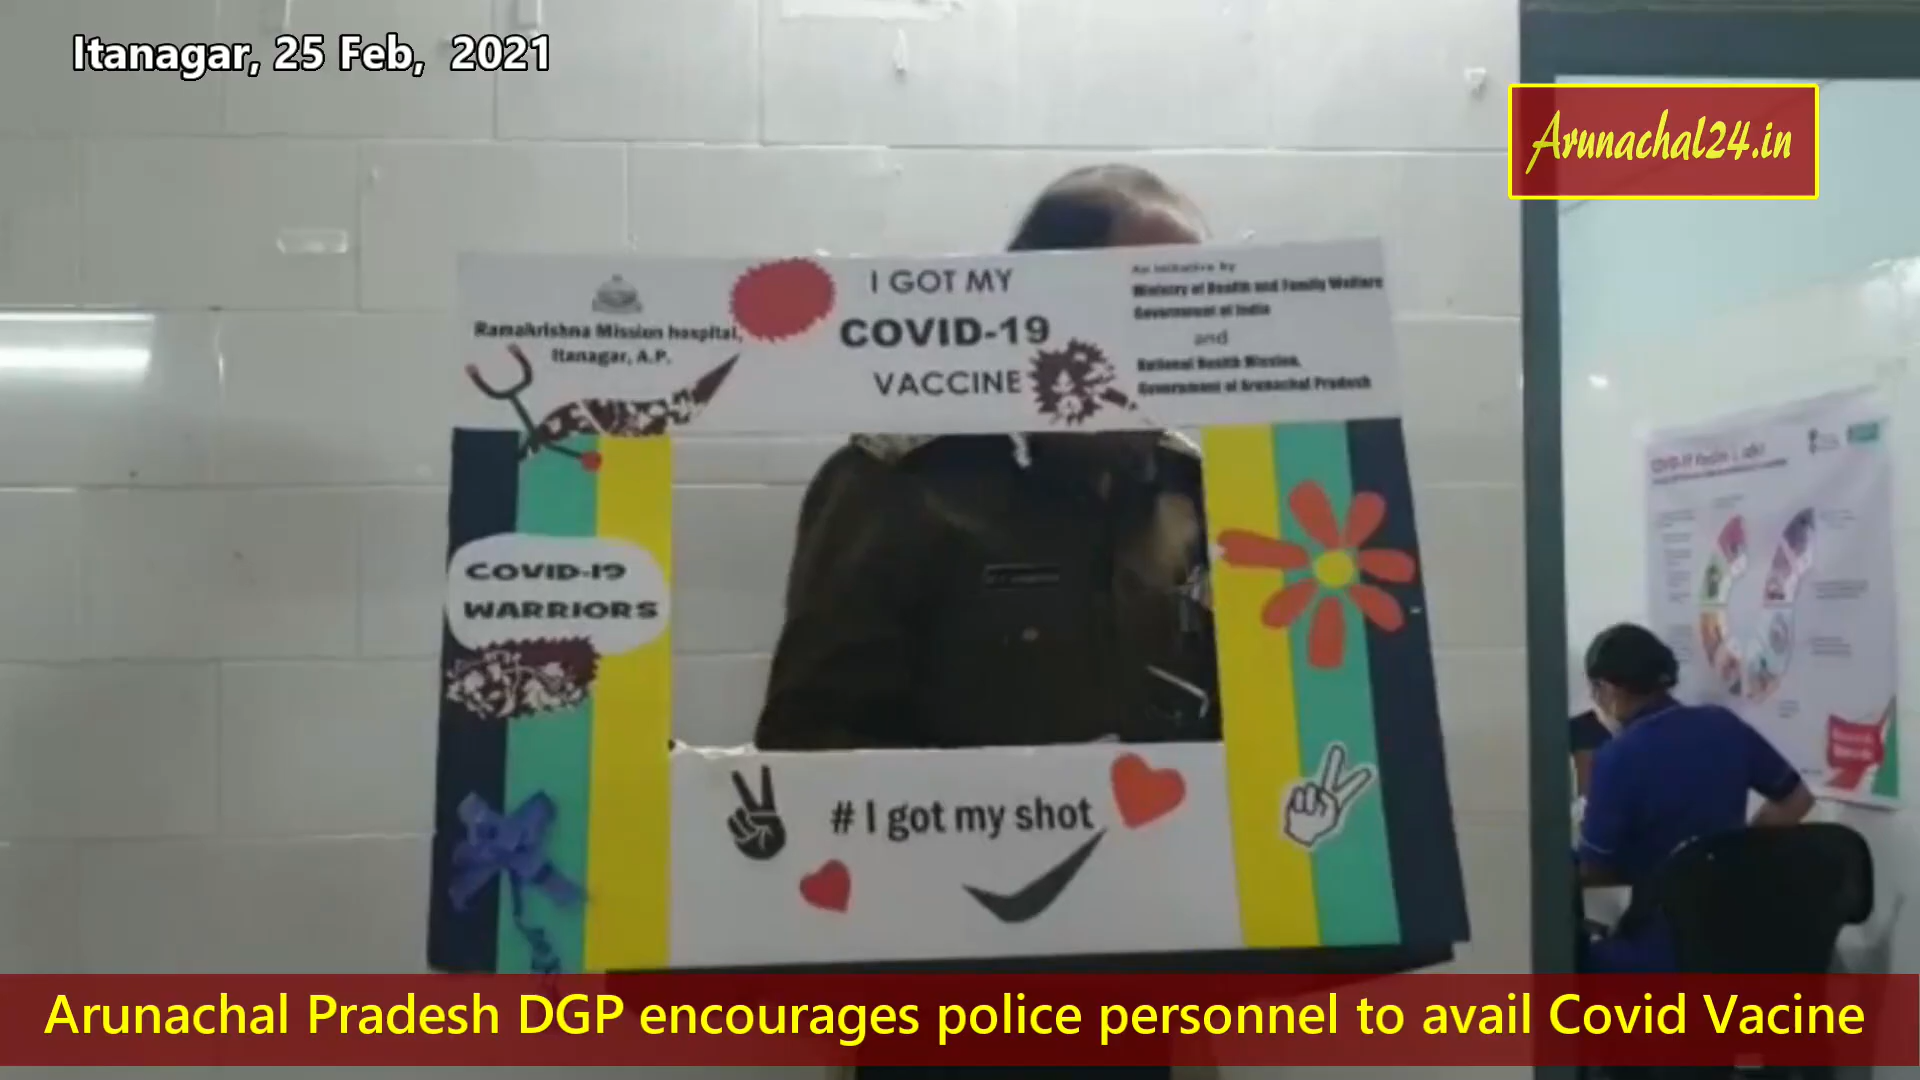 Itanagar, 25 Feb, 2021
Arunachal24.in
Ramakrishna Mission hospital,
Itanagar, A.P.
I GOT MY
COVID-19
VACCINE
An Initiative by
Ministry of Health and Family Welfare
Government of India
and
National Health Mission,
Government of Arunachal Pradesh
COVID-19
WARRIORS
# I got my shot
Arunachal Pradesh DGP encourages police personnel to avail Covid Vacine